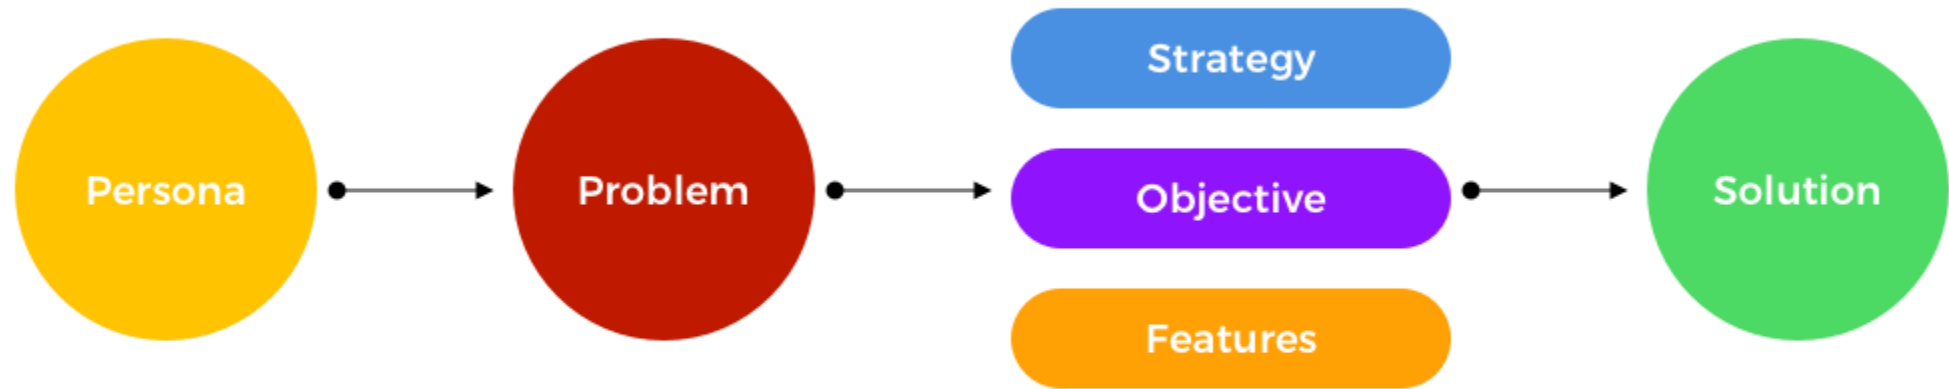 Persona
Problem
Strategy
Objective
Features
Solution